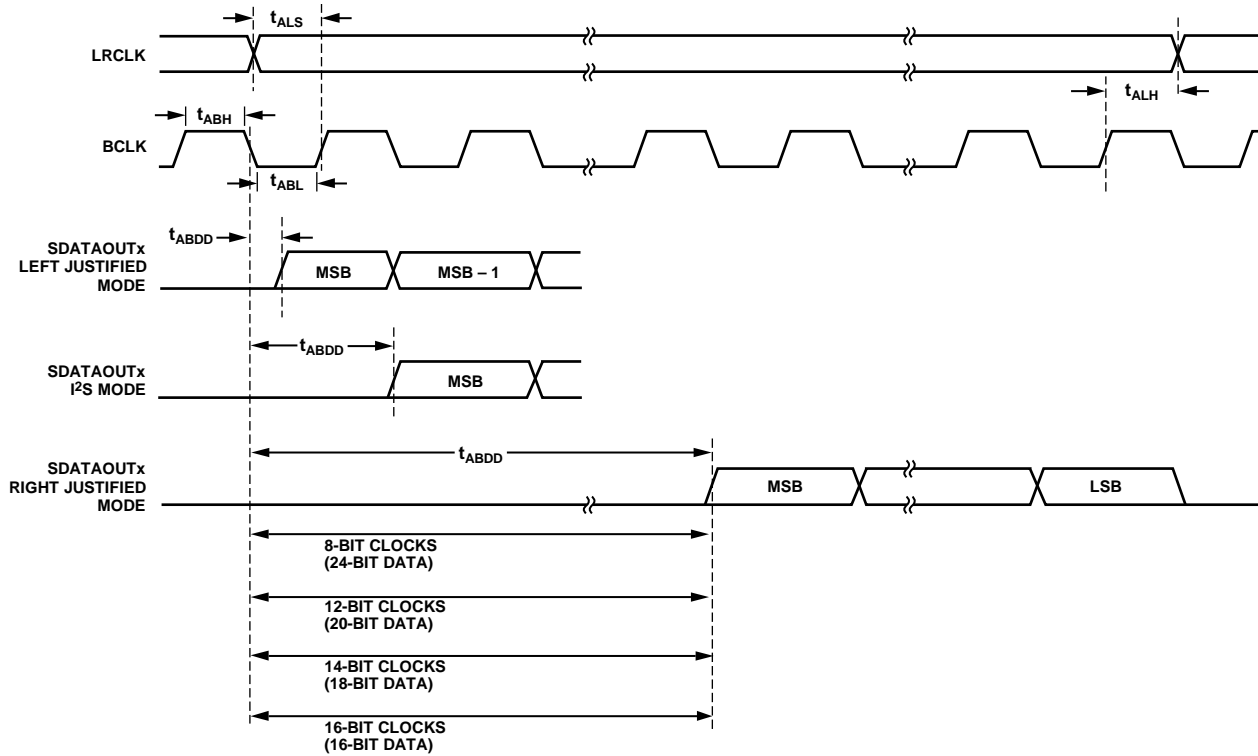 tALS
LRCLK
tALH
tABH
BCLK
tABL
tABDD
SDATAOUTx
LEFT JUSTIFIED
MODE
MSB
MSB – 1
tABDD
SDATAOUTx
I2S MODE
MSB
tABDD
SDATAOUTx
RIGHT JUSTIFIED
MODE
MSB
LSB
8-BIT CLOCKS
(24-BIT DATA)
12-BIT CLOCKS
(20-BIT DATA)
14-BIT CLOCKS
(18-BIT DATA)
16-BIT CLOCKS
(16-BIT DATA)